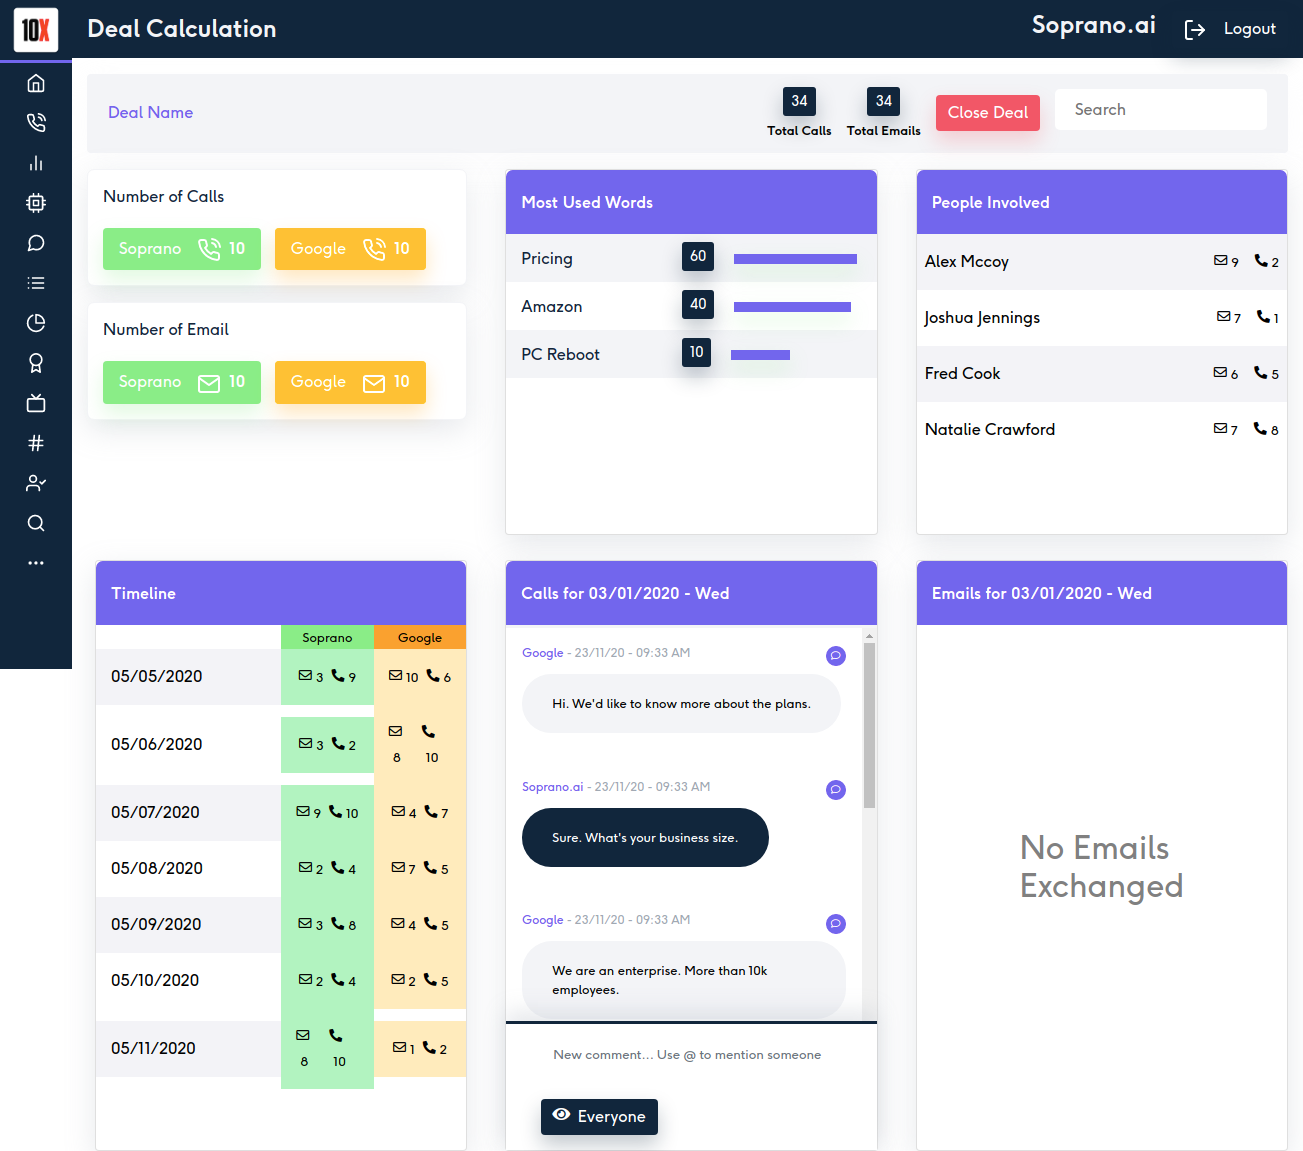 10X
Deal Calculation
Soprano.ai
Logout
Deal Name
34
Total Calls
34
Total Emails
Close Deal
Search
Number of Calls
Soprano 10
Google 10
Number of Email
Soprano 10
Google 10
Most Used Words
Pricing 60
Amazon 40
PC Reboot 10
People Involved
Alex Mccoy 9 2
Joshua Jennings 7 1
Fred Cook 6 5
Natalie Crawford 7 8
Timeline
Soprano Google
05/05/2020 3 9 10 6
05/06/2020 3 2 8 10
05/07/2020 9 10 4 7
05/08/2020 2 4 7 5
05/09/2020 3 8 4 5
05/10/2020 2 4 2 5
05/11/2020 8 10 1 2
Calls for 03/01/2020 - Wed
Google - 23/11/20 - 09:33 AM
Hi. We'd like to know more about the plans.
Soprano.ai - 23/11/20 - 09:33 AM
Sure. What's your business size.
Google - 23/11/20 - 09:33 AM
We are an enterprise. More than 10k
employees.
New comment... Use @ to mention someone
Everyone
Emails for 03/01/2020 - Wed
No Emails
Exchanged